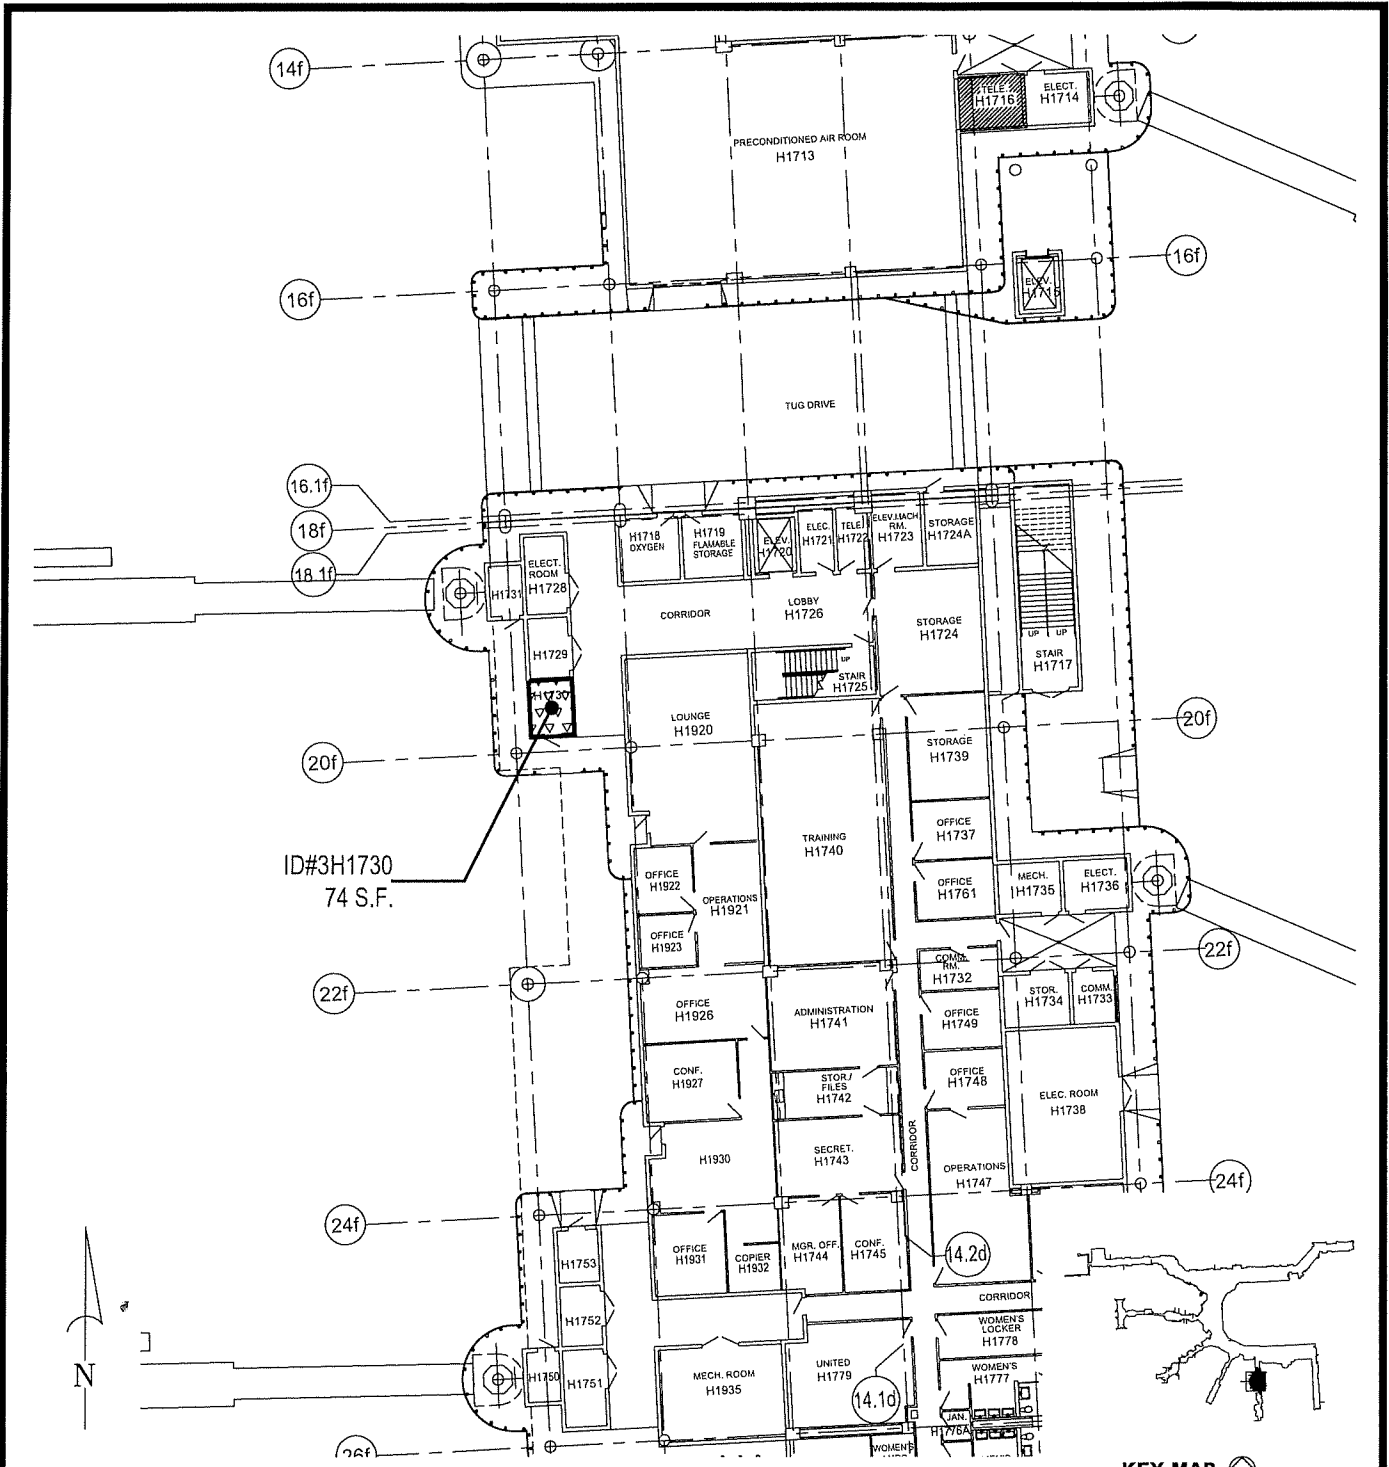 14f
TELE.
H1716
ELECT.
H1714
PRECONDITIONED AIR ROOM
H1713
16f
ELEV.
H1715
16f
TUG DRIVE
16.1f
18f
18.1f
H1718
OXYGEN
H1719
FLAMABLE
STORAGE
ELEV.
H1720
ELEC.
H1721
TELE.
H1722
ELEV.MACH.
RM.
H1723
STORAGE
H1724A
ELECT.
ROOM
H1728
H1731
CORRIDOR
LOBBY
H1726
STORAGE
H1724
UP
UP
STAIR
H1717
H1729
UP
STAIR
H1725
H1730
LOUNGE
H1920
20f
20f
STORAGE
H1739
ID#3H1730
74 S.F.
TRAINING
H1740
OFFICE
H1737
OFFICE
H1922
OPERATIONS
H1921
OFFICE
H1761
MECH.
H1735
ELECT.
H1736
OFFICE
H1923
22f
22f
COMM.
RM.
H1732
STOR.
H1734
COMM.
H1733
OFFICE
H1926
ADMINISTRATION
H1741
OFFICE
H1749
CONF.
H1927
STOR./
FILES
H1742
OFFICE
H1748
ELEC. ROOM
H1738
H1930
SECRET.
H1743
CORRIDOR
OPERATIONS
H1747
24f
24f
H1753
OFFICE
H1931
COPIER
H1932
MGR. OFF.
H1744
CONF.
H1745
14.2d
CORRIDOR
H1752
WOMEN'S
LOCKER
H1778
N
H1750
H1751
MECH. ROOM
H1935
UNITED
H1779
WOMEN'S
H1777
14.1d
JAN.
H1776A
26f
WOMEN'S
KEY MAP